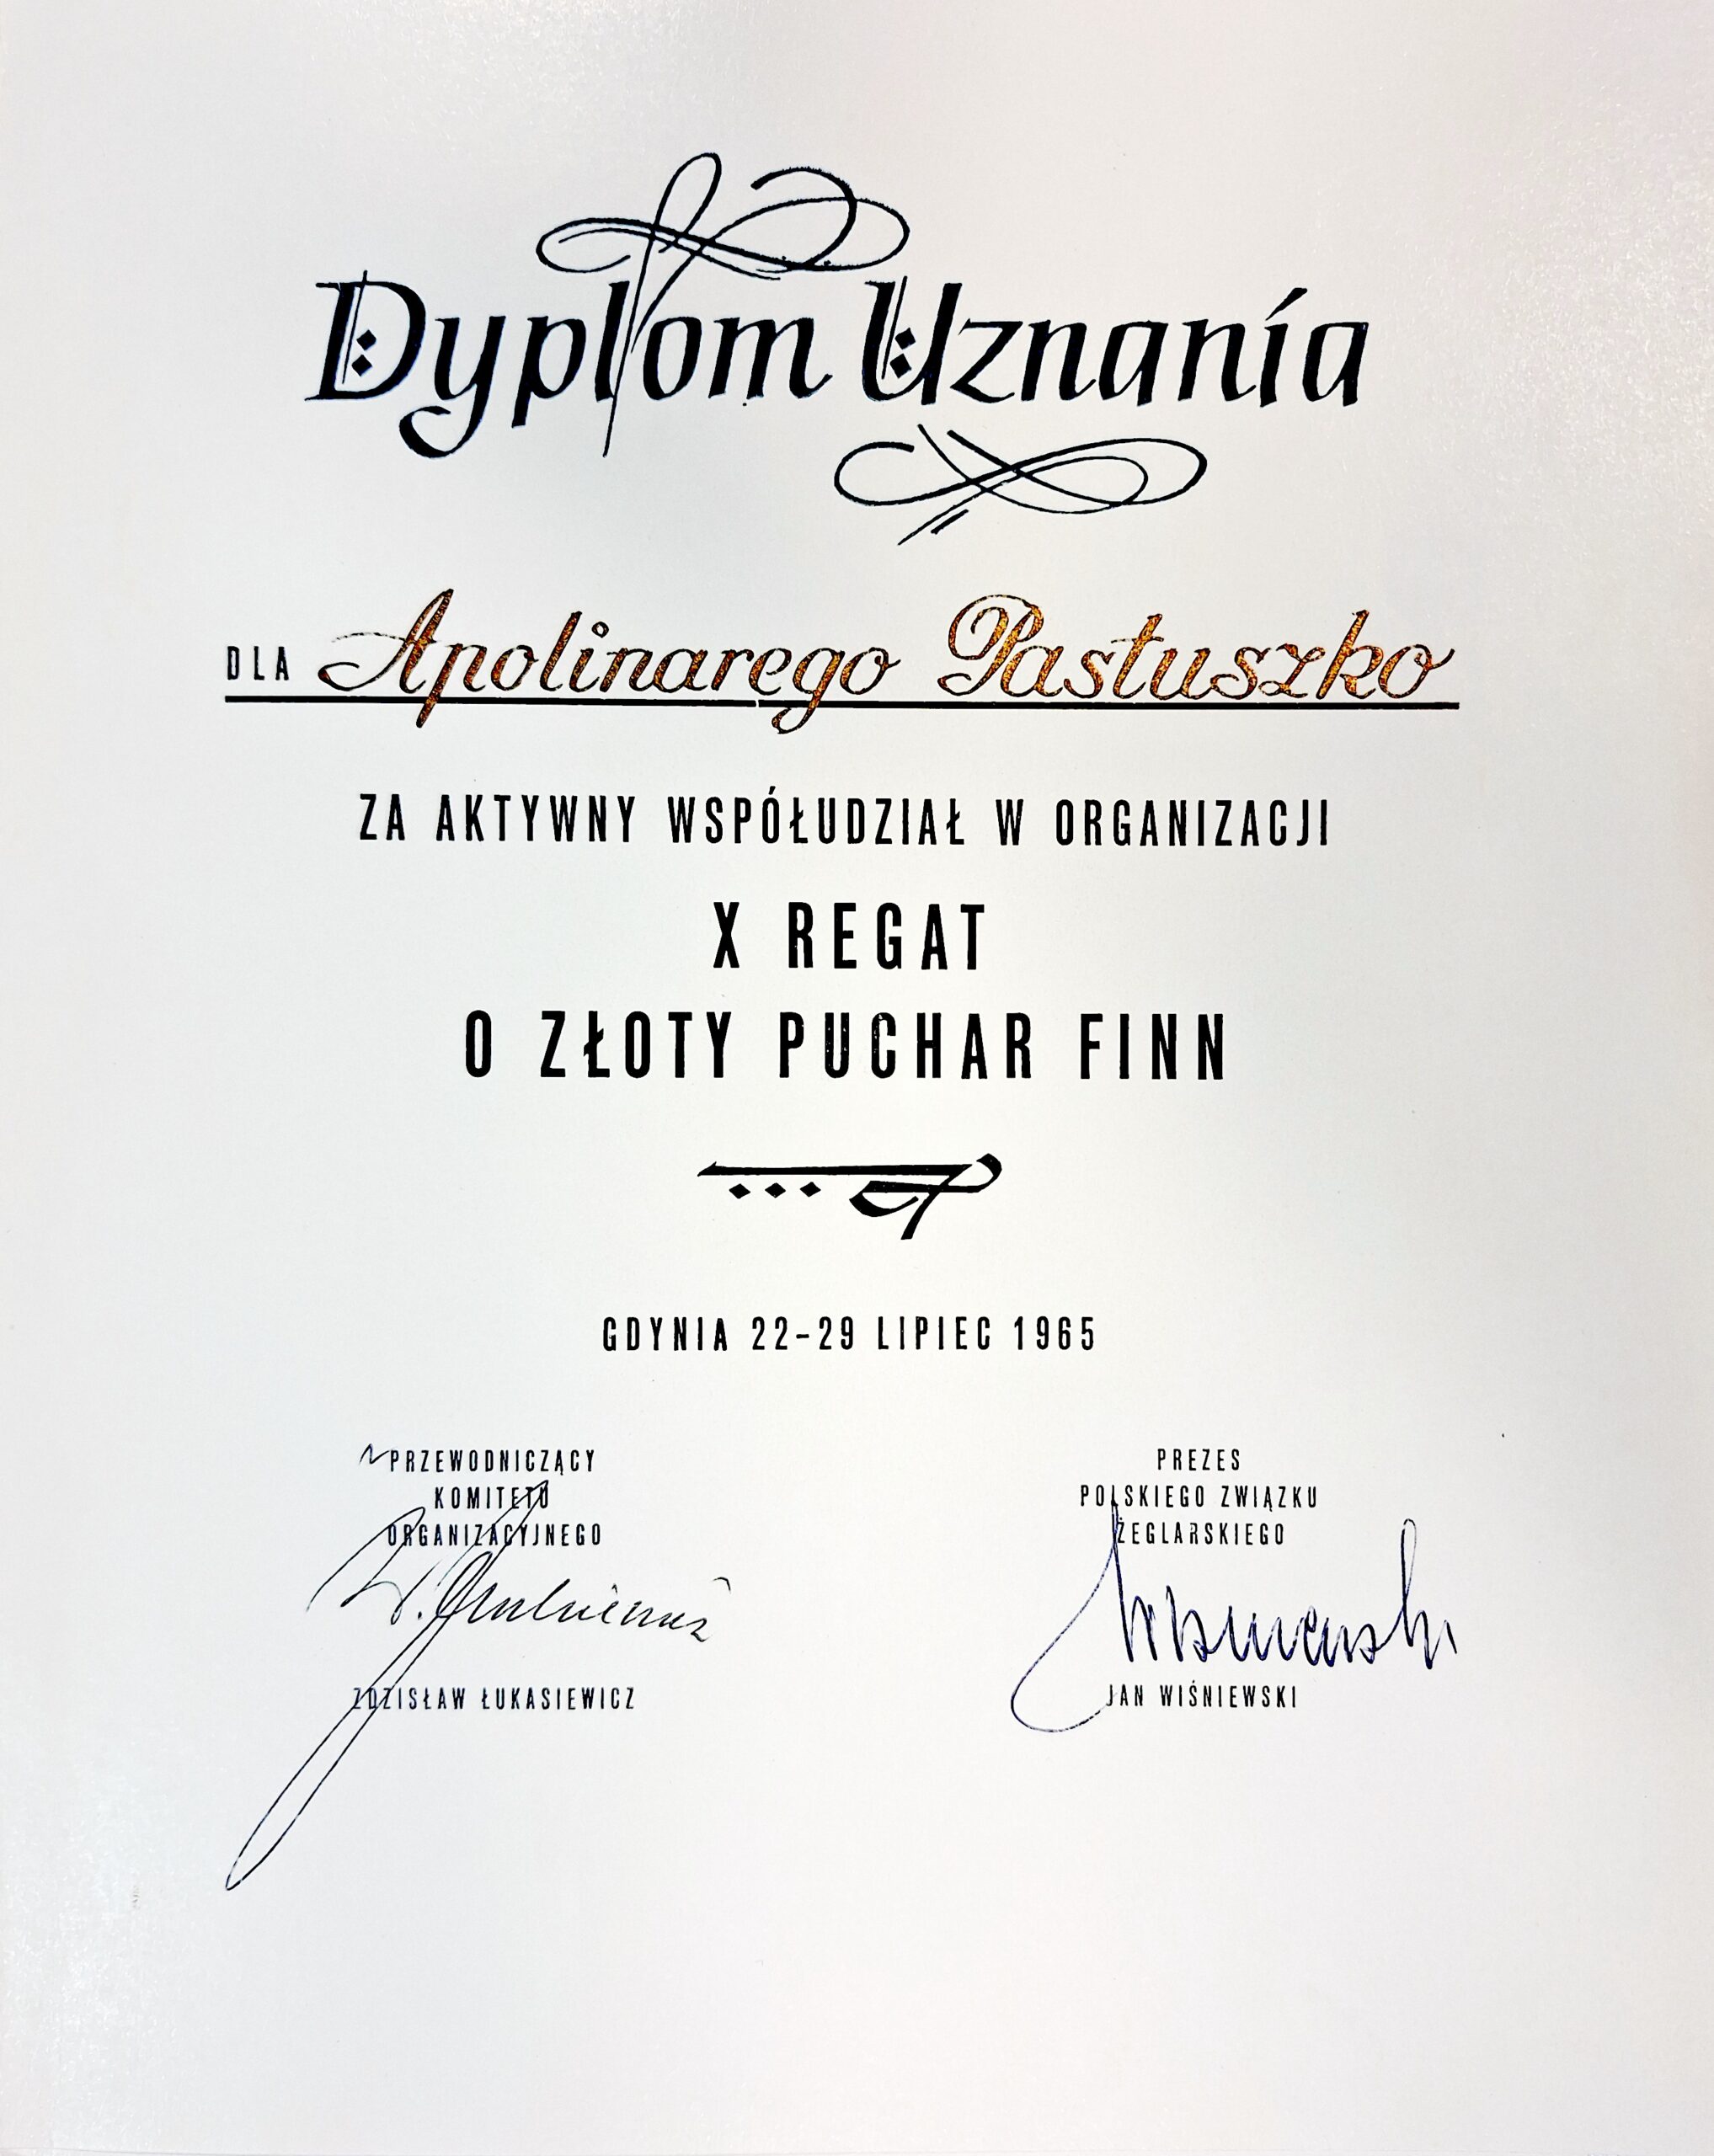 Dyplom Uznania
DLA Apolinarego Pastuszko
ZA AKTYWNY WSPÓŁUDZIAŁ W ORGANIZACJI
X REGAT
O ZŁOTY PUCHAR FINN
GDYNIA 22-29 LIPIEC 1965
PRZEWODNICZĄCY
KOMITETU
ORGANIZACYJNEGO
ZDZISŁAW ŁUKASIEWICZ
PREZES
POLSKIEGO ZWIĄZKU
ŻEGLARSKIEGO
JAN WIŚNIEWSKI